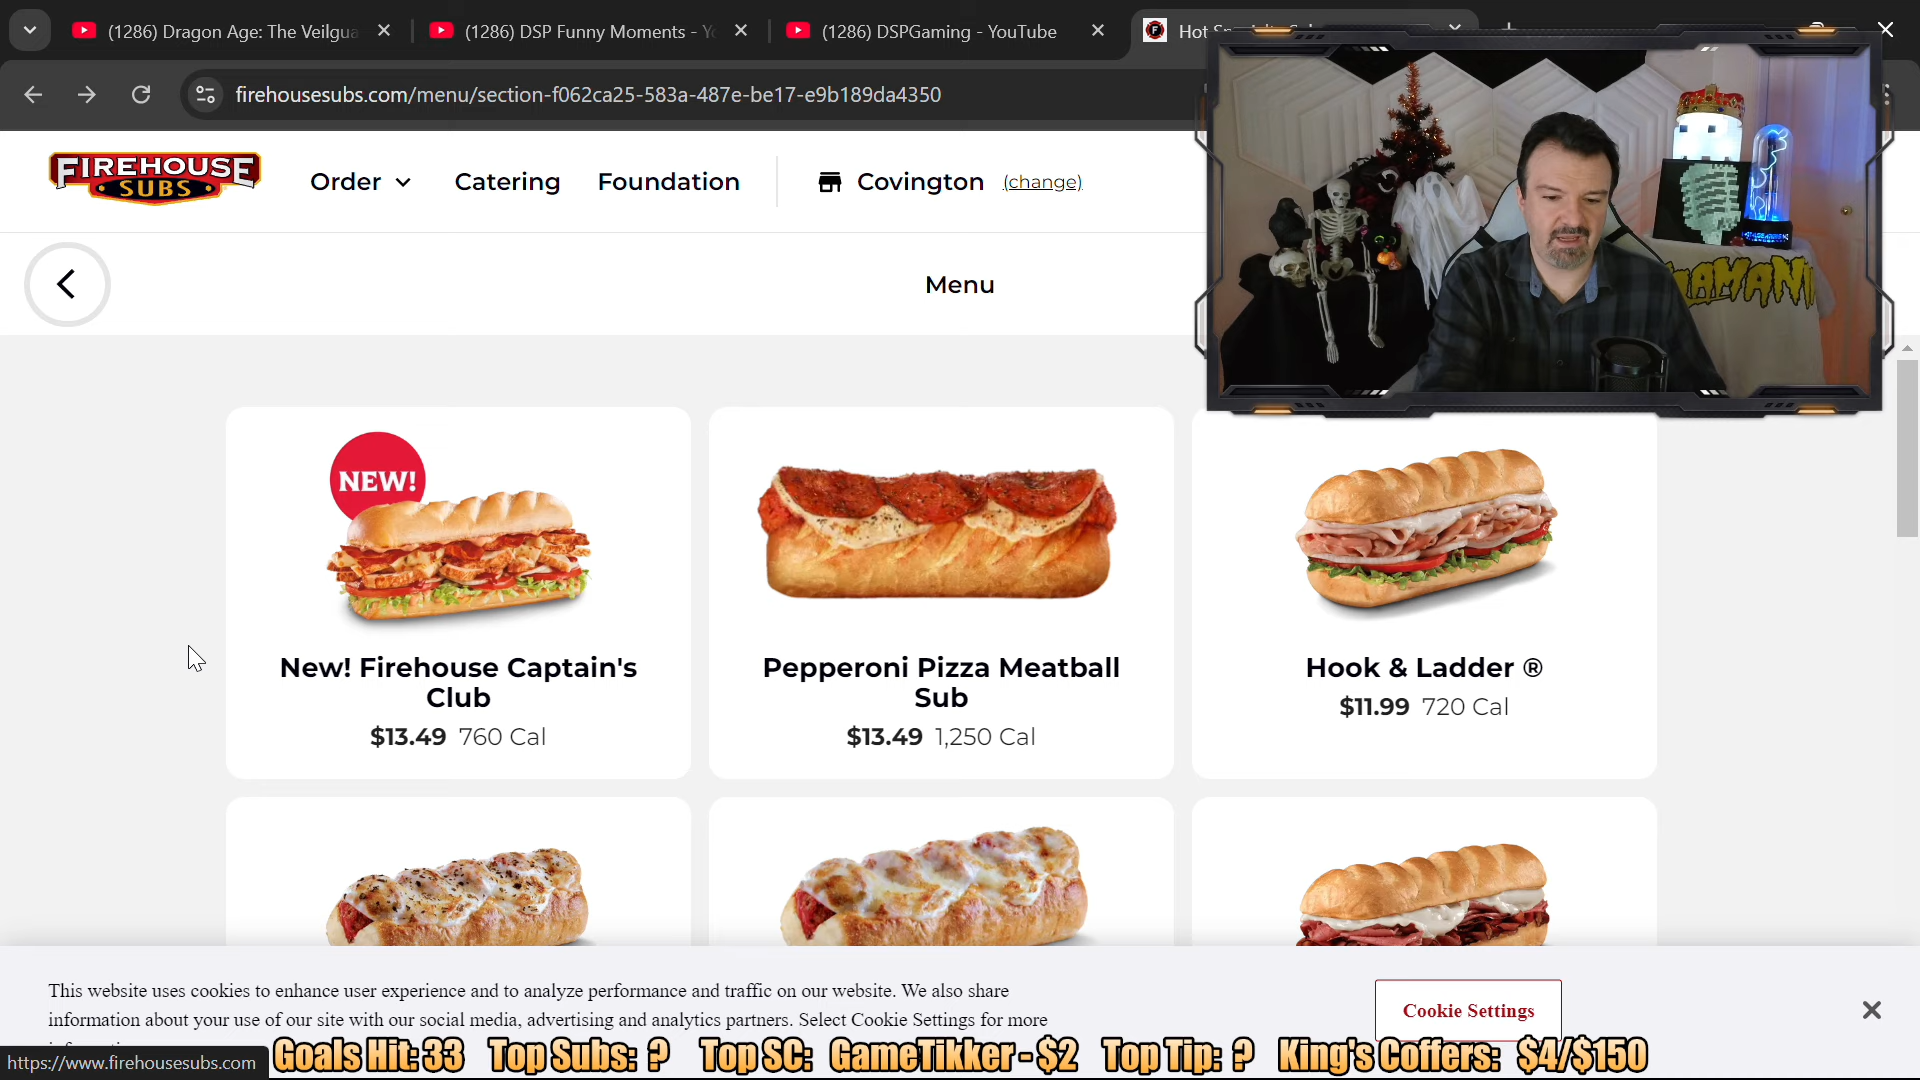 (1286) Dragon Age: The Veilgua
(1286) DSP Funny Moments - Yo
(1286) DSPGaming - YouTube
firehousesubs.com/menu/section-f062ca25-583a-487e-be17-e9b189da4350
FIREHOUSE
SUBS
Order
Catering
Foundation
Covington (change)
Menu
NEW!
New! Firehouse Captain's
Club
$13.49 760 Cal
Pepperoni Pizza Meatball
Sub
$13.49 1,250 Cal
Hook & Ladder ®
$11.99 720 Cal
This website uses cookies to enhance user experience and to analyze performance and traffic on our website. We also share
information about your use of our site with our social media, advertising and analytics partners. Select Cookie Settings for more
Cookie Settings
https://www.firehousesubs.com
Goals Hit: 33 Top Subs: ? Top SC: GameTikker - $2 Top Tip: ? King's Coffers: $4/$150